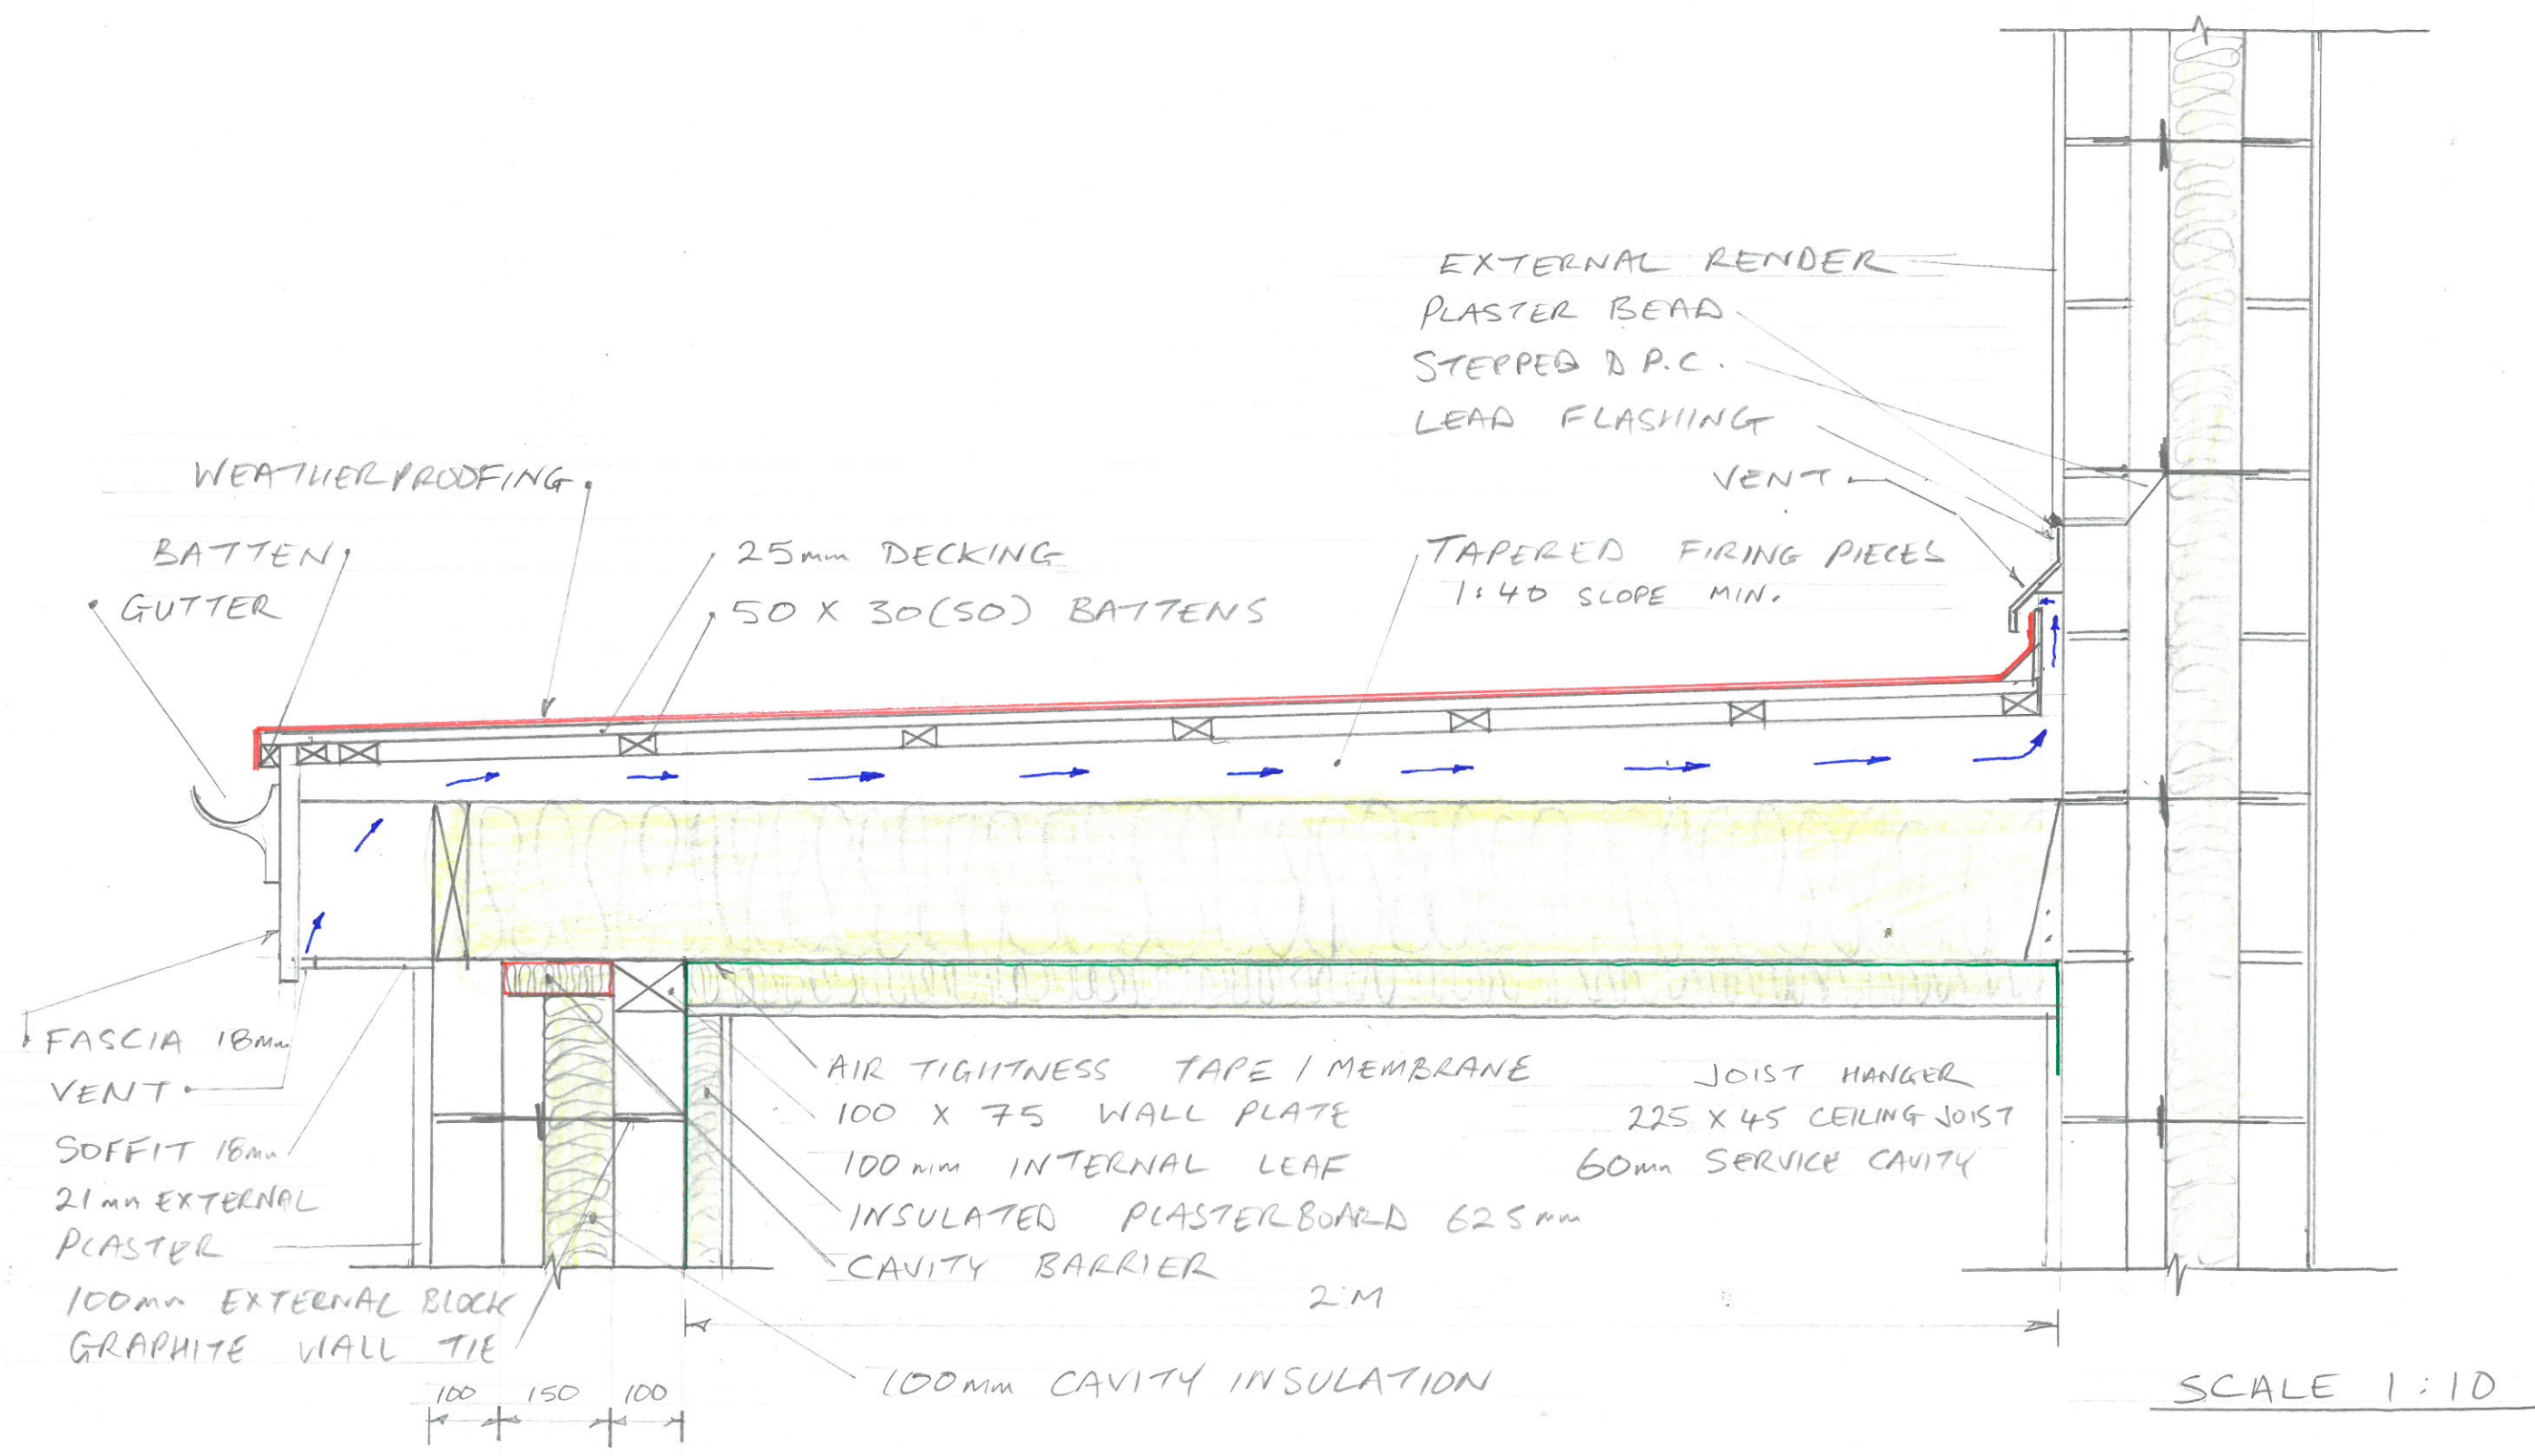 EXTERNAL RENDER
PLASTER BEAD
STEPPED D.P.C.
LEAD FLASHING
VENT
TAPERED FIRING PIECES
1:40 SLOPE MIN.
WEATHERPROOFING
BATTEN
GUTTER
25mm DECKING
50 X 30(50) BATTENS
FASCIA 18mm
VENT
SOFFIT 18mm
21mm EXTERNAL
PLASTER
100mm EXTERNAL BLOCK
GRAPHITE WALL TIE
AIR TIGHTNESS TAPE / MEMBRANE
100 X 75 WALL PLATE
100mm INTERNAL LEAF
INSULATED PLASTERBOARD 625mm
CAVITY BARRIER
JOIST HANGER
225 X 45 CEILING JOIST
60mm SERVICE CAVITY
2.M
100mm CAVITY INSULATION
100 150 100
SCALE 1:10